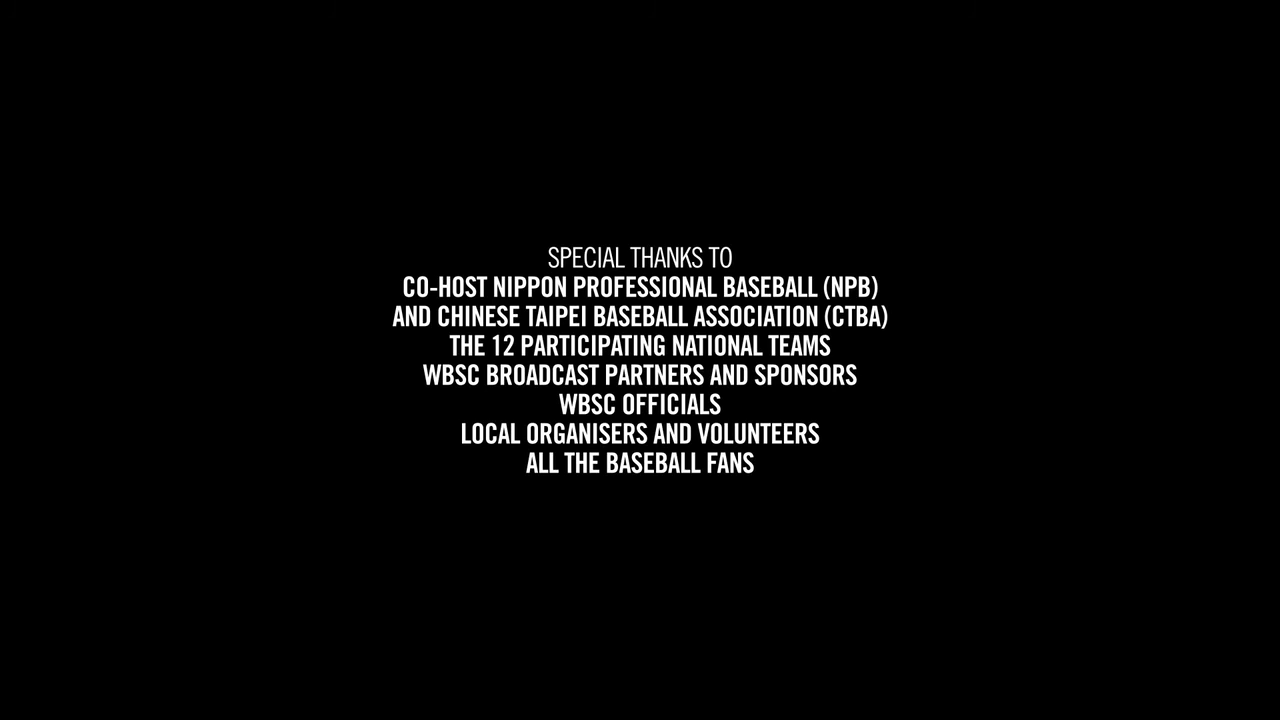 SPECIAL THANKS TO
CO-HOST NIPPON PROFESSIONAL BASEBALL (NPB)
AND CHINESE TAIPEI BASEBALL ASSOCIATION (CTBA)
THE 12 PARTICIPATING NATIONAL TEAMS
WBSC BROADCAST PARTNERS AND SPONSORS
WBSC OFFICIALS
LOCAL ORGANISERS AND VOLUNTEERS
ALL THE BASEBALL FANS